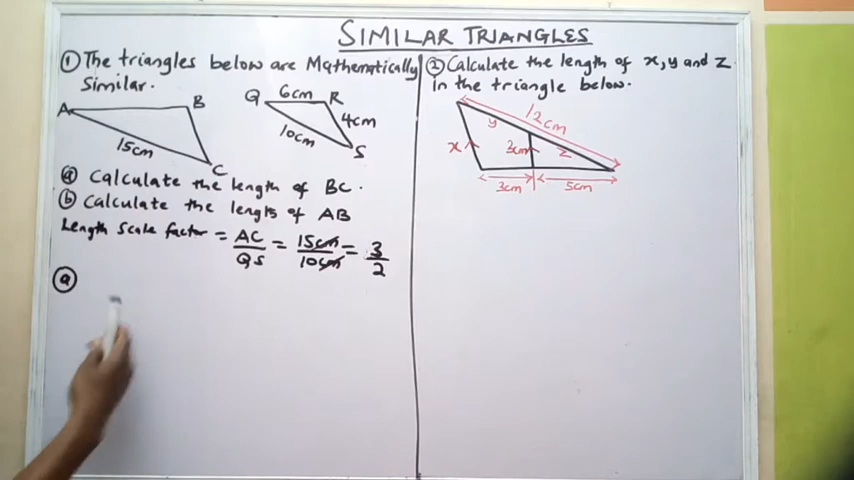 SIMILAR TRIANGLES
① The triangles below are Mathematically
Similar.
A
B
C
15cm
Q
6cm
R
4cm
10cm
S
ⓐ Calculate the length of BC.
ⓑ Calculate the length of AB
Length Scale factor = AC/QS = 15cm/10cm = 3/2
ⓐ
② Calculate the length of x, y and z
in the triangle below.
12cm
y
x
3cm
z
3cm
5cm